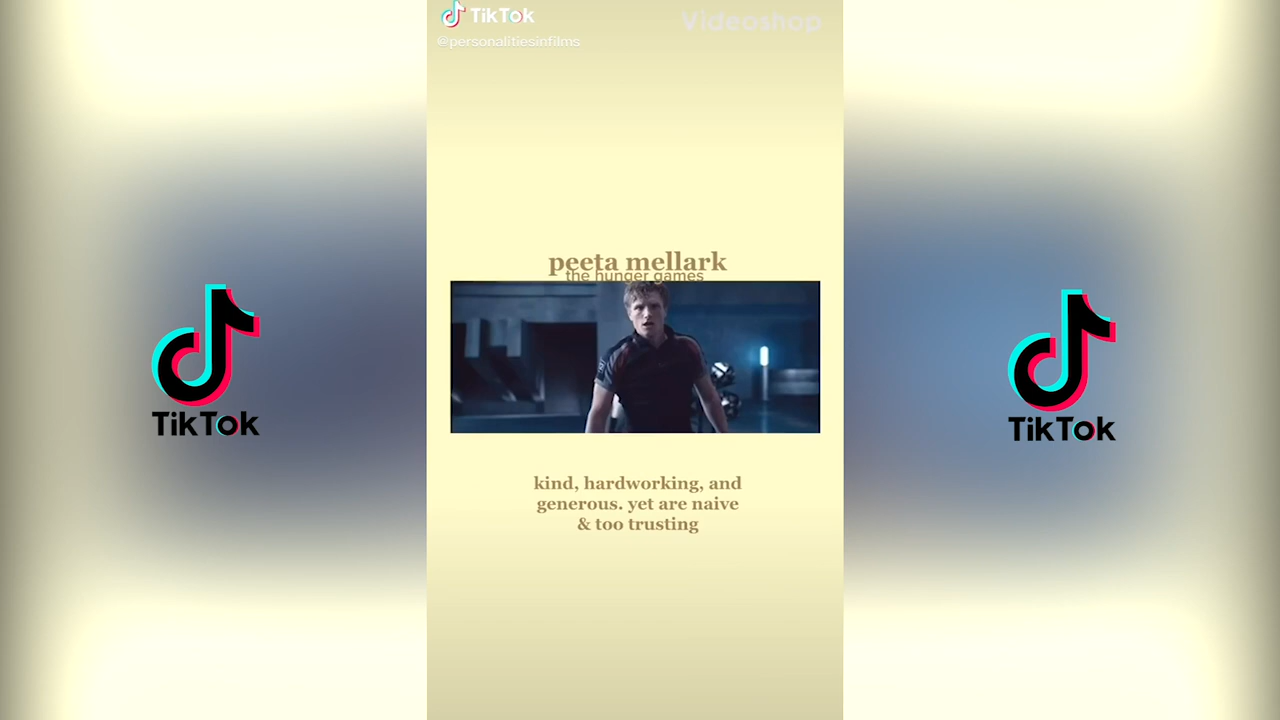 TikTok
Videoshop
@personalitiesinfilms
peeta mellark
the hunger games
kind, hardworking, and
generous. yet are naive
& too trusting
TikTok
TikTok